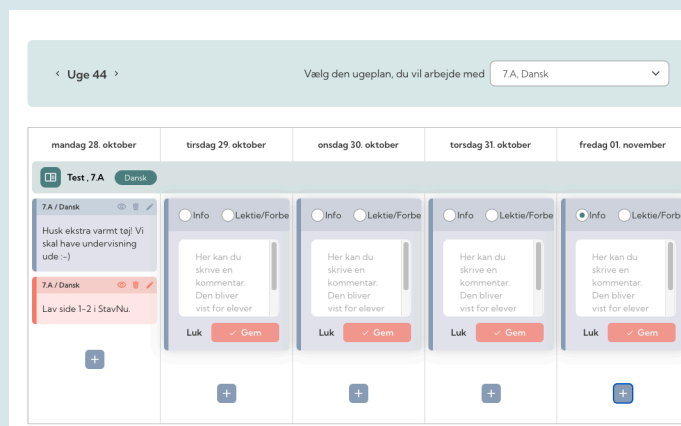 Uge 44
Vælg den ugeplan, du vil arbejde med
7.A, Dansk
mandag 28. oktober
tirsdag 29. oktober
onsdag 30. oktober
torsdag 31. oktober
fredag 01. november
Test , 7.A
Dansk
7.A / Dansk
Husk ekstra varmt tøj! Vi
skal have undervisning
ude :-)
7.A / Dansk
Lav side 1-2 i StavNu.
Info
Lektie/Forbe
Her kan du
skrive en
kommentar.
Den bliver
vist for elever
Luk
Gem
Info
Lektie/Forbe
Her kan du
skrive en
kommentar.
Den bliver
vist for elever
Luk
Gem
Info
Lektie/Forbe
Her kan du
skrive en
kommentar.
Den bliver
vist for elever
Luk
Gem
Info
Lektie/Forb
Her kan du
skrive en
kommentar.
Den bliver
vist for elever
Luk
Gem